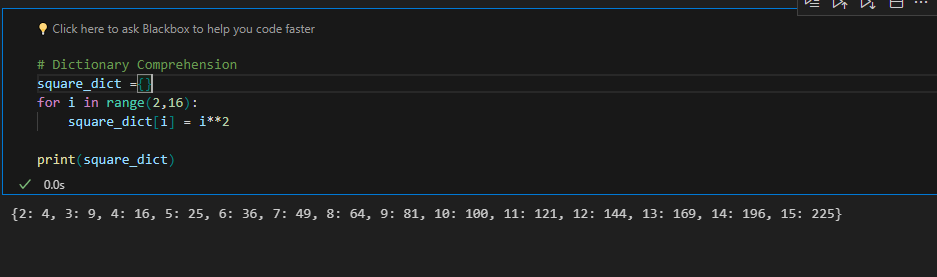 Click here to ask Blackbox to help you code faster
# Dictionary Comprehension
square_dict ={}
for i in range(2,16):
    square_dict[i] = i**2
print(square_dict)
0.0s
{2: 4, 3: 9, 4: 16, 5: 25, 6: 36, 7: 49, 8: 64, 9: 81, 10: 100, 11: 121, 12: 144, 13: 169, 14: 196, 15: 225}